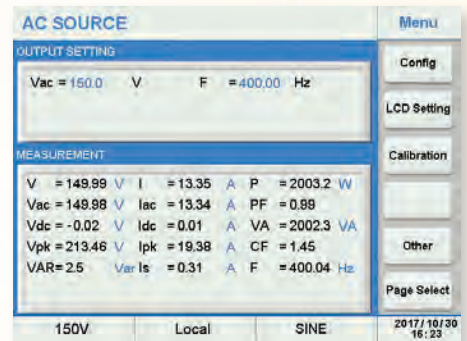 AC SOURCE
Menu
OUTPUT SETTING
Vac = 150.0 V F = 400.00 Hz
Config
LCD Setting
MEASUREMENT
Calibration
V = 149.99 V I = 13.35 A P = 2003.2 W
Vac = 149.98 V Iac = 13.34 A PF = 0.99
Vdc = -0.02 V Idc = 0.01 A VA = 2002.3 VA
Vpk = 213.46 V Ipk = 19.38 A CF = 1.45
VAR= 2.5 Var Is = 0.31 A F = 400.04 Hz
Other
Page Select
150V Local SINE 2017/10/30
16:23